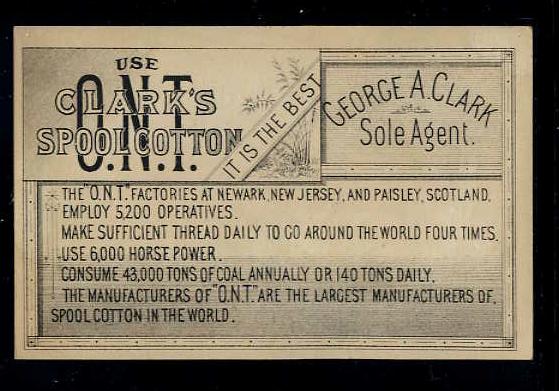 USE
CLARK'S
O.N.T.
SPOOL COTTON
IT IS THE BEST
GEORGE A. CLARK
Sole Agent.
THE "O.N.T." FACTORIES AT NEWARK, NEW JERSEY, AND PAISLEY, SCOTLAND,
EMPLOY 5,200 OPERATIVES.
MAKE SUFFICIENT THREAD DAILY TO GO AROUND THE WORLD FOUR TIMES.
USE 6,000 HORSE POWER.
CONSUME 43,000 TONS OF COAL ANNUALLY OR 140 TONS DAILY.
THE MANUFACTURERS OF "O.N.T." ARE THE LARGEST MANUFACTURERS OF,
SPOOL COTTON IN THE WORLD.